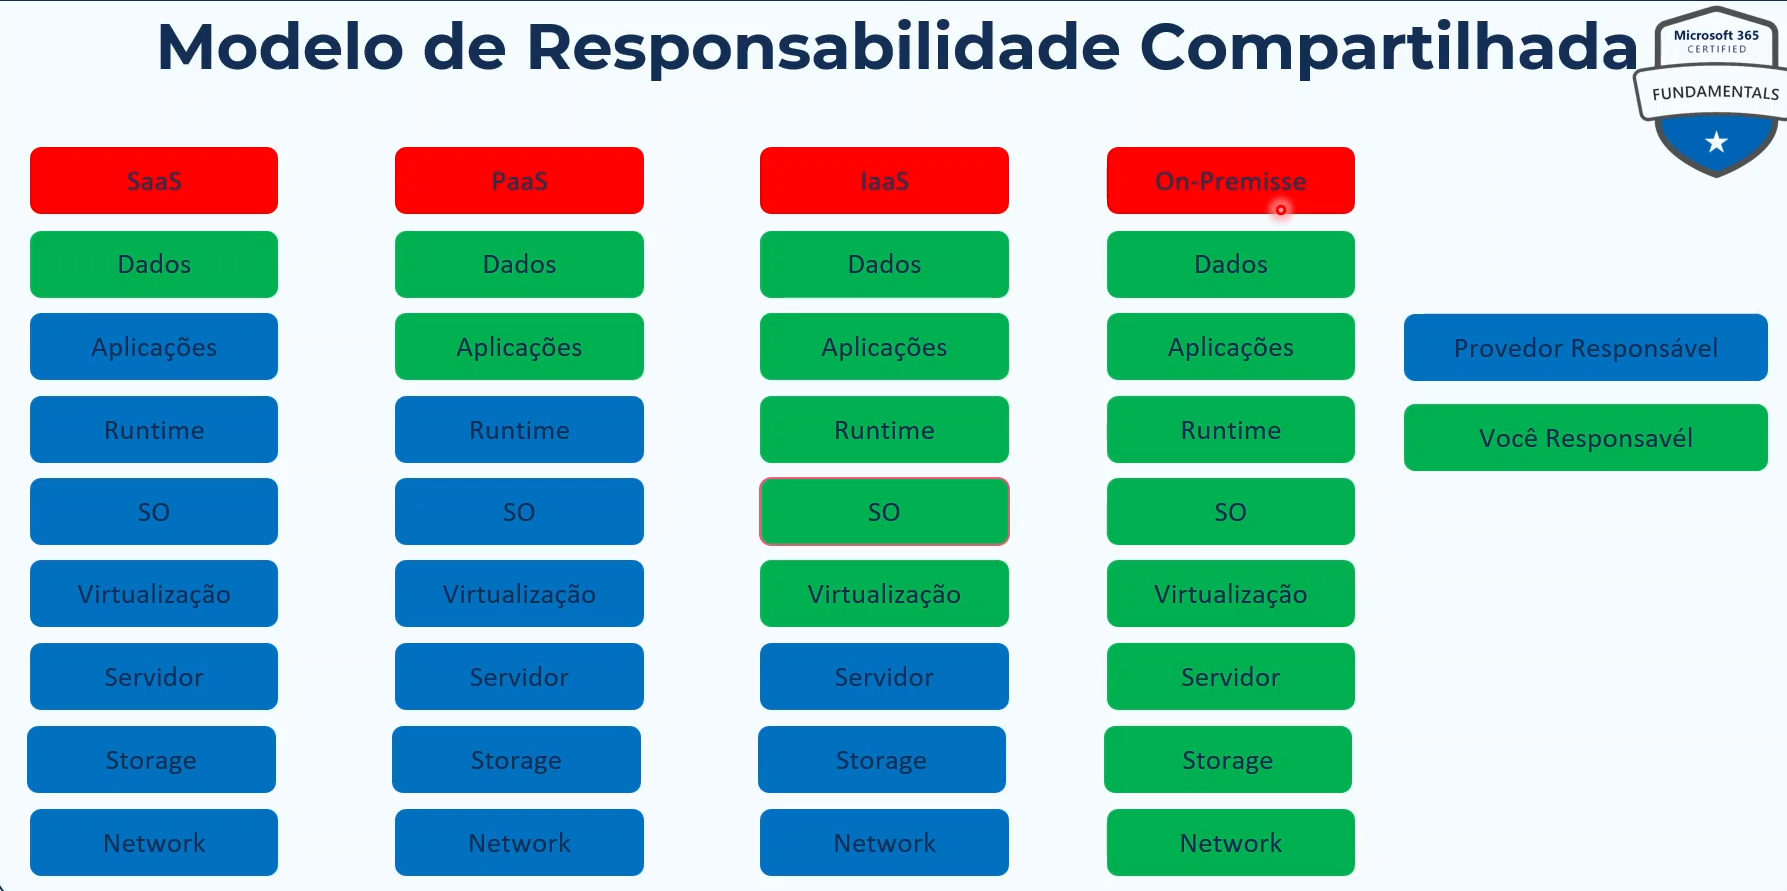 Modelo de Responsabilidade Compartilhada
Microsoft 365
CERTIFIED
FUNDAMENTALS
SaaS
PaaS
IaaS
On-Premisse
Dados
Dados
Dados
Dados
Aplicações
Aplicações
Aplicações
Aplicações
Provedor Responsável
Runtime
Runtime
Runtime
Runtime
Você Responsavél
SO
SO
SO
SO
Virtualização
Virtualização
Virtualização
Virtualização
Servidor
Servidor
Servidor
Servidor
Storage
Storage
Storage
Storage
Network
Network
Network
Network